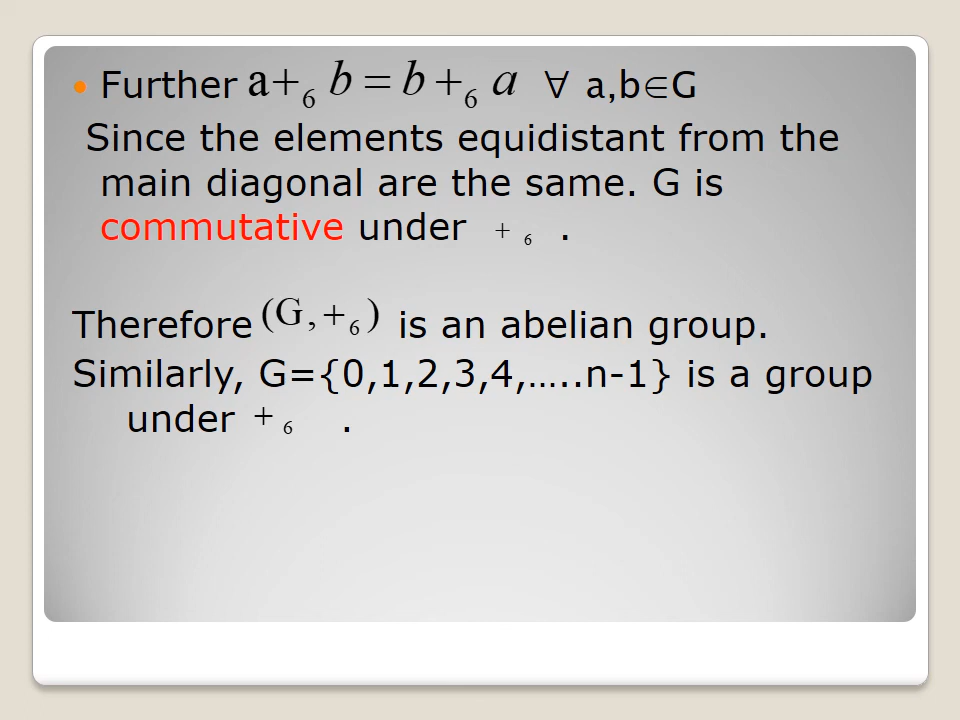 • Further a+₆ b = b +₆ a ∀ a,b∈G
Since the elements equidistant from the
main diagonal are the same. G is
commutative under + ₆ .
Therefore (G,+₆) is an abelian group.
Similarly, G={0,1,2,3,4,…..n-1} is a group
under + ₆ .